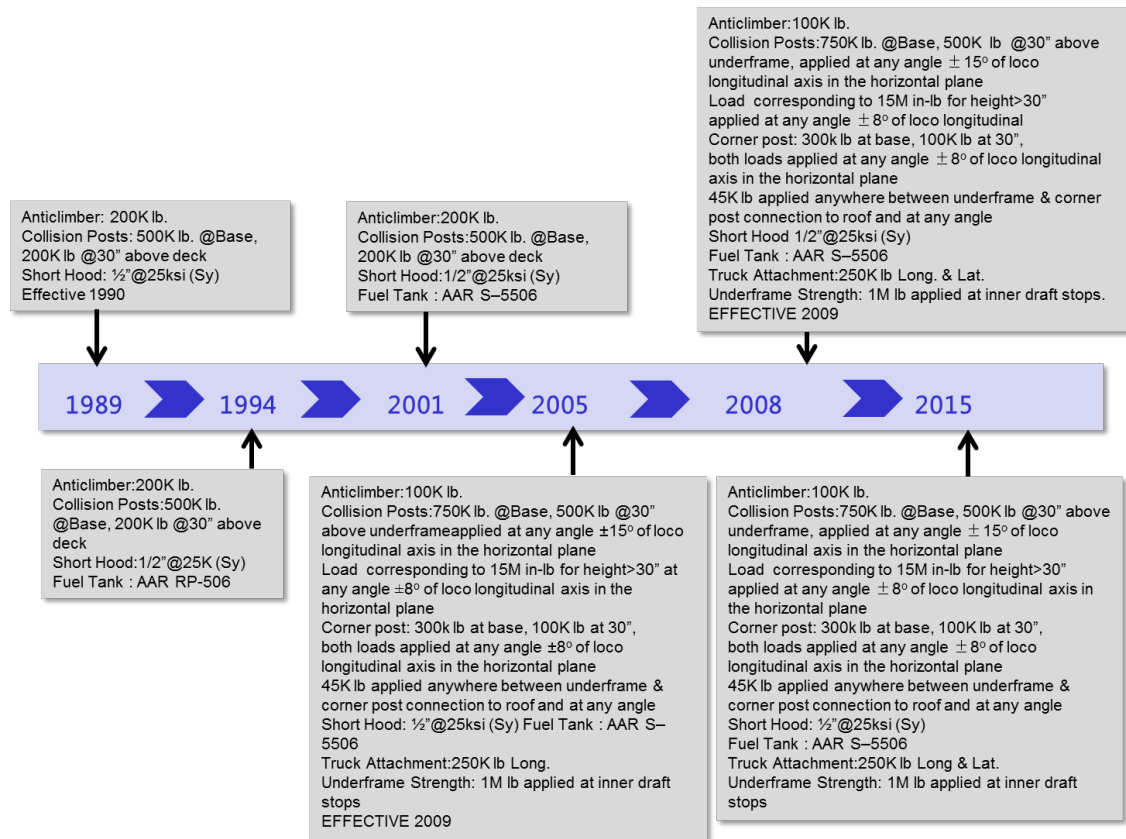 Anticlimber: 200K lb.
Collision Posts: 500K lb. @Base,
200K lb @30" above deck
Short Hood: ½"@25ksi (Sy)
Effective 1990
Anticlimber:200K lb.
Collision Posts:500K lb. @Base,
200K lb @30" above deck
Short Hood:1/2"@25ksi (Sy)
Fuel Tank : AAR S–5506
Anticlimber:100K lb.
Collision Posts:750K lb. @Base, 500K lb @30" above
underframe, applied at any angle ±15º of loco
longitudinal axis in the horizontal plane
Load corresponding to 15M in-lb for height>30"
applied at any angle ±8º of loco longitudinal
Corner post: 300k lb at base, 100K lb at 30",
both loads applied at any angle ±8º of loco longitudinal
axis in the horizontal plane
45K lb applied anywhere between underframe & corner
post connection to roof and at any angle
Short Hood 1/2"@25ksi (Sy)
Fuel Tank : AAR S–5506
Truck Attachment:250K lb Long. & Lat.
Underframe Strength: 1M lb applied at inner draft stops.
EFFECTIVE 2009
1989 1994 2001 2005 2008 2015
Anticlimber:200K lb.
Collision Posts:500K lb.
@Base, 200K lb @30" above
deck
Short Hood:1/2"@25K (Sy)
Fuel Tank : AAR RP-506
Anticlimber:100K lb.
Collision Posts:750K lb. @Base, 500K lb @30"
above underframeapplied at any angle ±15º of loco
longitudinal axis in the horizontal plane
Load corresponding to 15M in-lb for height>30" at
any angle ±8º of loco longitudinal axis in the
horizontal plane
Corner post: 300k lb at base, 100K lb at 30",
both loads applied at any angle ±8º of loco
longitudinal axis in the horizontal plane
45K lb applied anywhere between underframe &
corner post connection to roof and at any angle
Short Hood: ½"@25ksi (Sy) Fuel Tank : AAR S–
5506
Truck Attachment:250K lb Long.
Underframe Strength: 1M lb applied at inner draft
stops
EFFECTIVE 2009
Anticlimber:100K lb.
Collision Posts:750K lb. @Base, 500K lb @30" above
underframe, applied at any angle ±15º of loco
longitudinal axis in the horizontal plane
Load corresponding to 15M in-lb for height>30"
applied at any angle ±8º of loco longitudinal axis in
the horizontal plane
Corner post: 300k lb at base, 100K lb at 30",
both loads applied at any angle ±8º of loco
longitudinal axis in the horizontal plane
45K lb applied anywhere between underframe &
corner post connection to roof and at any angle
Short Hood: ½"@25ksi (Sy)
Fuel Tank : AAR S–5506
Truck Attachment:250K lb Long & Lat.
Underframe Strength: 1M lb applied at inner draft
stops